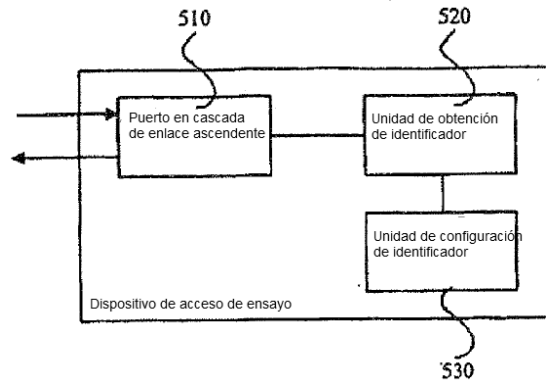 510
520
Puerto en cascada
de enlace ascendente
Unidad de obtención
de identificador
Unidad de configuración
de identificador
Dispositivo de acceso de ensayo
530